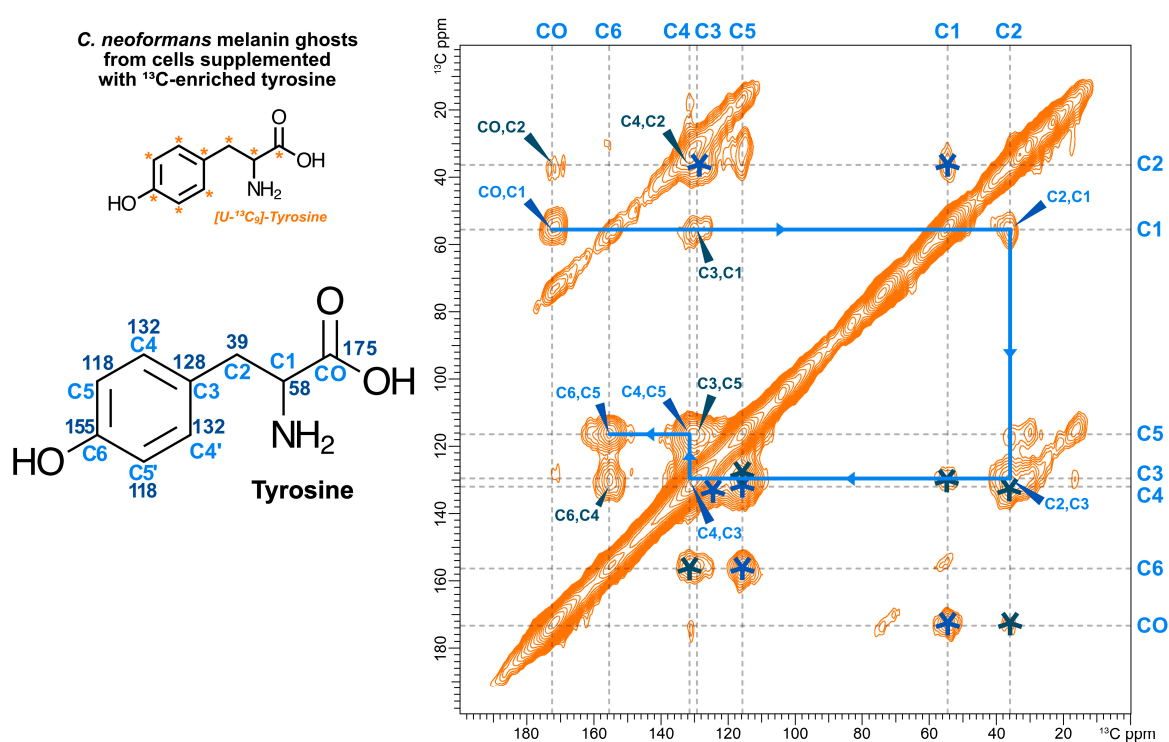 C. neoformans melanin ghosts
from cells supplemented
with ¹³C-enriched tyrosine
O
OH
NH₂
HO
[U-¹³C₉]-Tyrosine
O
132
39
175
C4
C1
118
128
C2
CO
OH
C5
C3
58
155
132
NH₂
C6
C4'
HO
C5'
118
Tyrosine
CO C6 C4 C3 C5 C1 C2
¹³C ppm
20
40
60
80
100
120
140
160
180
CO,C2
C4,C2
CO,C1
C2,C1
C3,C1
C6,C5
C4,C5
C3,C5
C6,C4
C4,C3
C2,C3
C2
C1
C5
C3
C4
C6
CO
180 160 140 120 100 80 60 40 20 ¹³C ppm